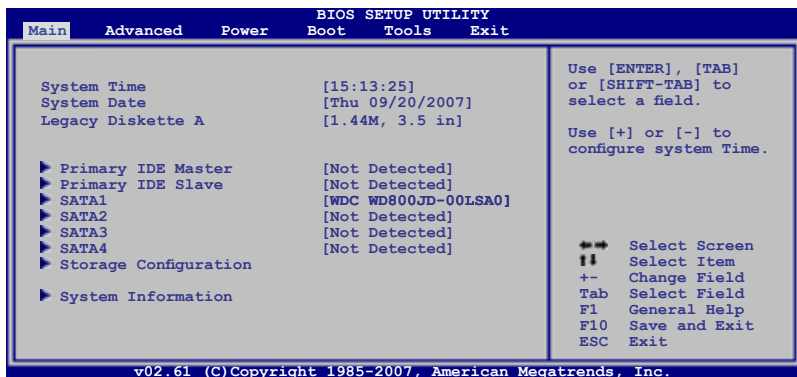 BIOS SETUP UTILITY
Main Advanced Power Boot Tools Exit
System Time [15:13:25]
System Date [Thu 09/20/2007]
Legacy Diskette A [1.44M, 3.5 in]
Primary IDE Master [Not Detected]
Primary IDE Slave [Not Detected]
SATA1 [WDC WD800JD-00LSA0]
SATA2 [Not Detected]
SATA3 [Not Detected]
SATA4 [Not Detected]
Storage Configuration
System Information
Use [ENTER], [TAB]
or [SHIFT-TAB] to
select a field.
Use [+] or [-] to
configure system Time.
Select Screen
Select Item
+- Change Field
Tab Select Field
F1 General Help
F10 Save and Exit
ESC Exit
v02.61 (C)Copyright 1985-2007, American Megatrends, Inc.